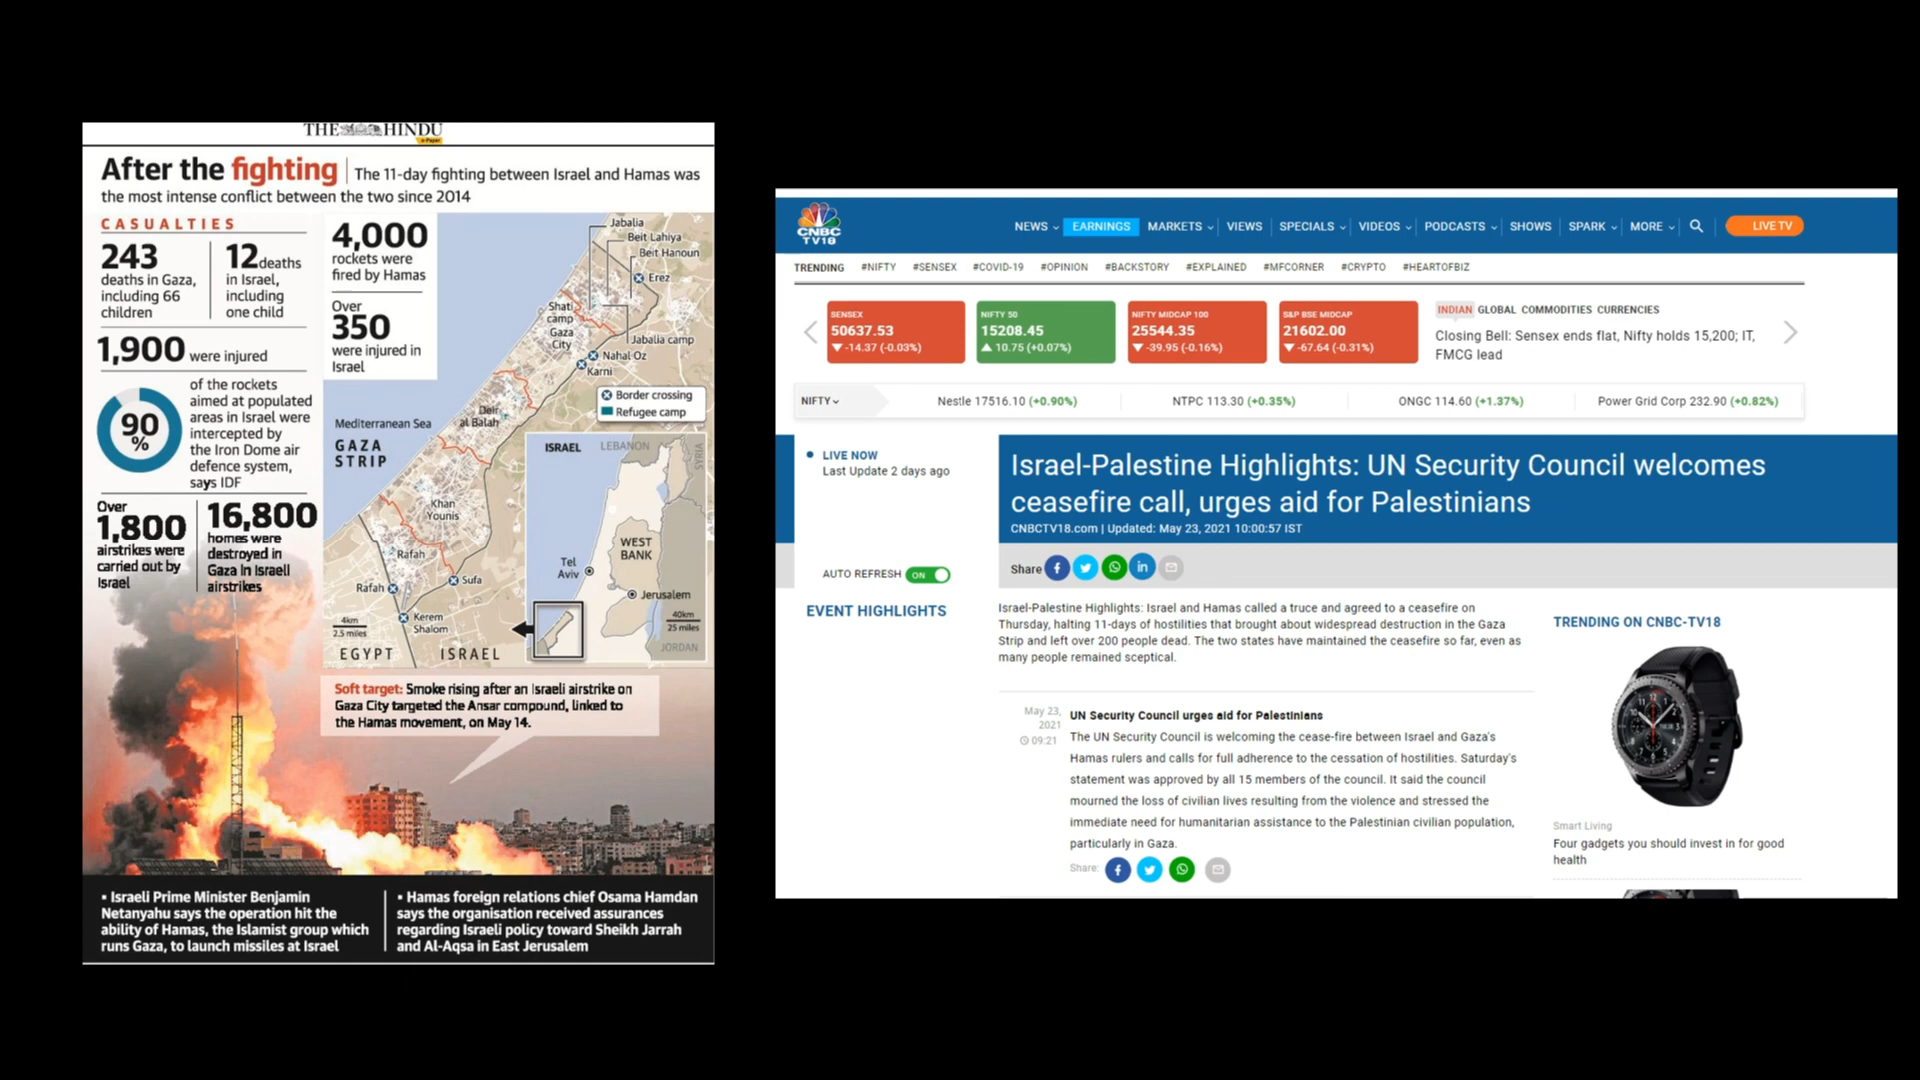 THE HINDU
e-Paper
After the fighting | The 11-day fighting between Israel and Hamas was
the most intense conflict between the two since 2014
CASUALTIES
243
deaths in Gaza,
including 66
children
12 deaths
in Israel,
including
one child
1,900 were injured
90
%
of the rockets
aimed at populated
areas in Israel were
intercepted by
the Iron Dome air
defence system,
says IDF
Over
1,800
airstrikes were
carried out by
Israel
16,800
homes were
destroyed in
Gaza in Israeli
airstrikes
4,000
rockets were
fired by Hamas
Over
350
were injured in
Israel
Jabalia
Beit Lahiya
Beit Hanoun
Erez
Shati
camp
Gaza
City
Jabalia camp
Nahal Oz
Karni
Border crossing
Refugee camp
Mediterranean Sea
Deir
al Balah
GAZA
STRIP
Khan
Younis
Rafah
Rafah
Sufa
Kerem
Shalom
4km
2.5 miles
EGYPT
ISRAEL
ISRAEL
LEBANON
SYRIA
WEST
BANK
Tel
Aviv
Jerusalem
40km
25 miles
JORDAN
Soft target: Smoke rising after an Israeli airstrike on
Gaza City targeted the Ansar compound, linked to
the Hamas movement, on May 14.
▪ Israeli Prime Minister Benjamin
Netanyahu says the operation hit the
ability of Hamas, the Islamist group which
runs Gaza, to launch missiles at Israel
▪ Hamas foreign relations chief Osama Hamdan
says the organisation received assurances
regarding Israeli policy toward Sheikh Jarrah
and Al-Aqsa in East Jerusalem
CNBC
TV18
NEWS EARNINGS MARKETS VIEWS SPECIALS VIDEOS PODCASTS SHOWS SPARK MORE LIVE TV
TRENDING #NIFTY #SENSEX #COVID-19 #OPINION #BACKSTORY #EXPLAINED #MFCORNER #CRYPTO #HEARTOFBIZ
SENSEX
50637.53
▼ -14.37 (-0.03%)
NIFTY 50
15208.45
▲ 10.75 (+0.07%)
NIFTY MIDCAP 100
25544.35
▼ -39.95 (-0.16%)
S&P BSE MIDCAP
21602.00
▼ -67.64 (-0.31%)
INDIAN GLOBAL COMMODITIES CURRENCIES
Closing Bell: Sensex ends flat, Nifty holds 15,200; IT,
FMCG lead
NIFTY Nestle 17516.10 (+0.90%) NTPC 113.30 (+0.35%) ONGC 114.60 (+1.37%) Power Grid Corp 232.90 (+0.82%)
LIVE NOW
Last Update 2 days ago
AUTO REFRESH ON
EVENT HIGHLIGHTS
Israel-Palestine Highlights: UN Security Council welcomes
ceasefire call, urges aid for Palestinians
CNBCTV18.com | Updated: May 23, 2021 10:00:57 IST
Share
Israel-Palestine Highlights: Israel and Hamas called a truce and agreed to a ceasefire on
Thursday, halting 11-days of hostilities that brought about widespread destruction in the Gaza
Strip and left over 200 people dead. The two states have maintained the ceasefire so far, even as
many people remained sceptical.
May 23,
2021
09:21
UN Security Council urges aid for Palestinians
The UN Security Council is welcoming the cease-fire between Israel and Gaza's
Hamas rulers and calls for full adherence to the cessation of hostilities. Saturday's
statement was approved by all 15 members of the council. It said the council
mourned the loss of civilian lives resulting from the violence and stressed the
immediate need for humanitarian assistance to the Palestinian civilian population,
particularly in Gaza.
Share:
TRENDING ON CNBC-TV18
Smart Living
Four gadgets you should invest in for good
health